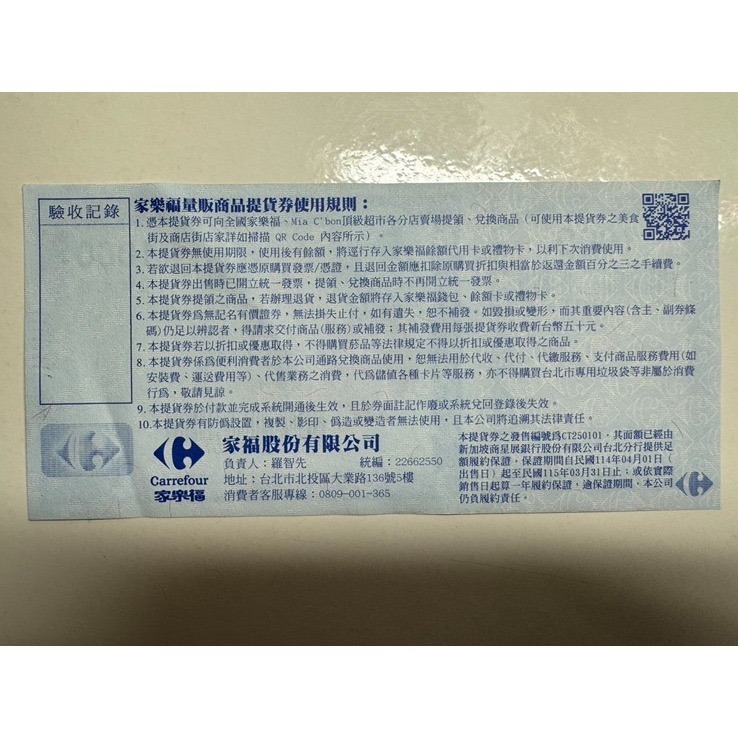 驗收記錄
家樂福量販商品提貨券使用規則：
1. 憑本提貨券可向全國家樂福、Mia C'bon頂級超市各分店賣場提領、兌換商品（可使用本提貨券之美食
街及商店街店家詳如掃描 QR Code 內容所示）。
2. 本提貨券無使用期限，使用後有餘額，將逕行存入家樂福餘額代用卡或禮物卡，以利下次消費使用。
3. 若欲退回本提貨券應憑原購買發票/憑證，且退回金額應扣除原購買折扣與相當於返還金額百分之三之手續費。
4. 本提貨券出售時已開立統一發票，提領、兌換商品時不再開立統一發票。
5. 本提貨券提領之商品，若辦理退貨，退貨金額將存入家樂福錢包、餘額卡或禮物卡。
6. 本提貨券為無記名有價證券，無法掛失止付，如有遺失，恕不補發。如毀損或變形，而其重要內容(含主、副券條
碼)仍足以辨認者，得請求交付商品(服務)或補發；其補發費用每張提貨券收費新台幣五十元。
7. 本提貨券若以折扣或優惠取得，不得購買菸品等法律規定不得以折扣或優惠取得之商品。
8. 本提貨券係爲便利消費者於本公司通路兌換商品使用，恕無法用於代收、代付、代繳服務、支付商品服務費用(如
安裝費、運送費用等)、代售業務之消費，代為儲值各種卡片等服務，亦不得購買台北市專用垃圾袋等非屬於消費
行爲，敬請見諒。
9. 本提貨券於付款並完成系統開通後生效，且於券面註記作廢或系統兌回登錄後失效。
10.本提貨券有防偽設置，複製、影印、偽造或變造者無法使用，且本公司將追溯其法律責任。
Carrefour
家樂福
家福股份有限公司
負責人：羅智先 統編：22662550
地址：台北市北投區大業路136號5樓
消費者客服專線：0809-001-365
本提貨券之發售編號爲CT250101，其面額已經由
新加坡商星展銀行股份有限公司台北分行提供足
額履約保證，保證期間自民國114年04月01日（
出售日）起至民國115年03月31日止；或依實際
銷售日起算一年履約保證，逾保證期間，本公司
仍負履約責任。